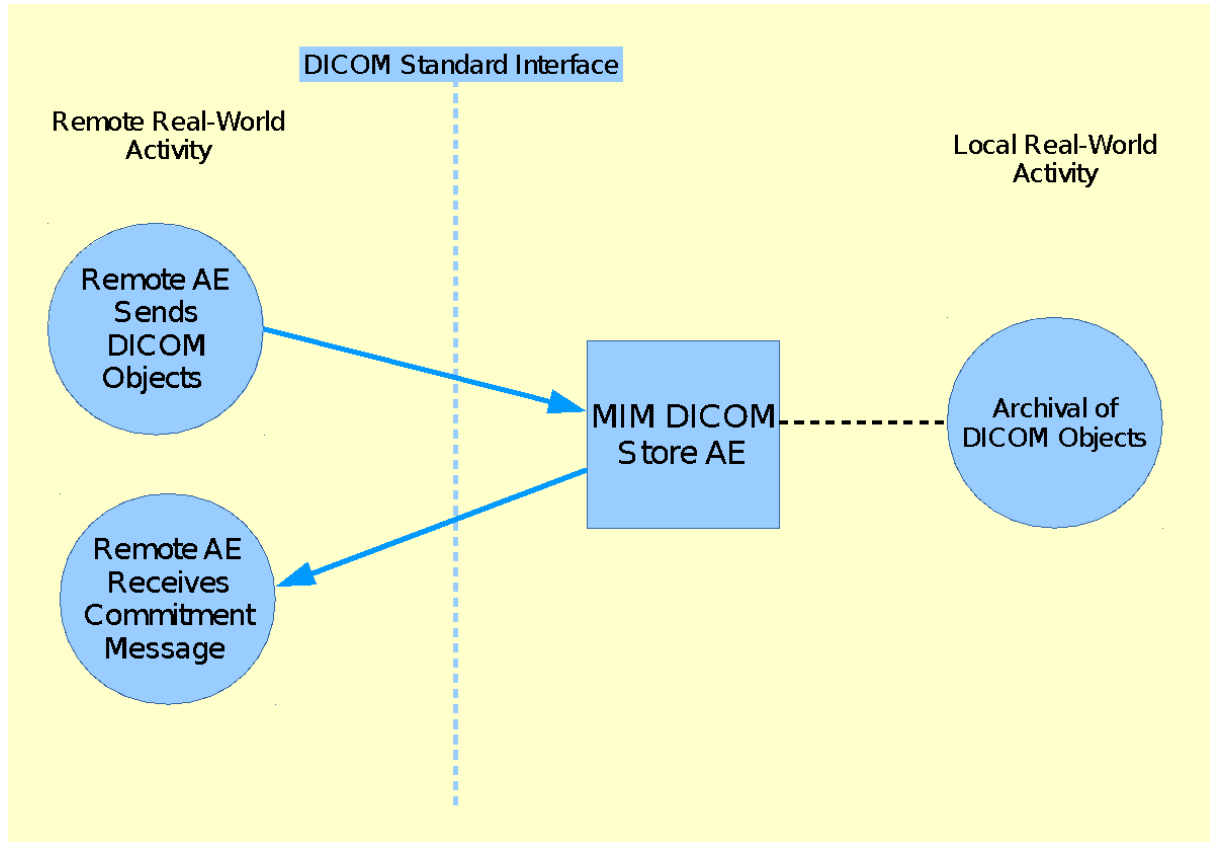 DICOM Standard Interface
Remote Real-World
Activity
Local Real-World
Activity
Remote AE
Sends
DICOM
Objects
MIM DICOM
Store AE
Archival of
DICOM Objects
Remote AE
Receives
Commitment
Message